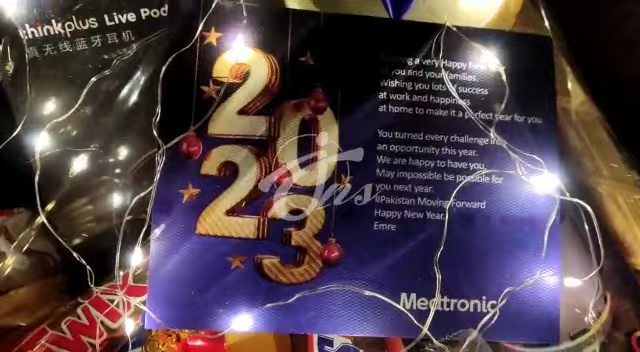 thinkplus Live Pod
真无线蓝牙耳机
2023
a very Happy New
you and your families.
Wishing you lots of success
at work and happiness
at home to make it a perfect year for you.
You turned every challenge into
an opportunity this year.
We are happy to have you.
May impossible be possible for
you next year.
#Pakistan Moving Forward
Happy New Year.
Emre
Medtronic
TWIX